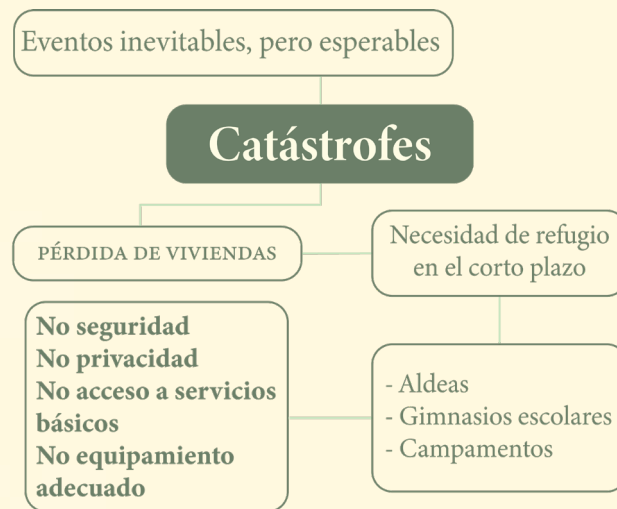 Eventos inevitables, pero esperables
Catástrofes
PÉRDIDA DE VIVIENDAS
Necesidad de refugio
en el corto plazo
No seguridad
No privacidad
No acceso a servicios
básicos
No equipamiento
adecuado
- Aldeas
- Gimnasios escolares
- Campamentos